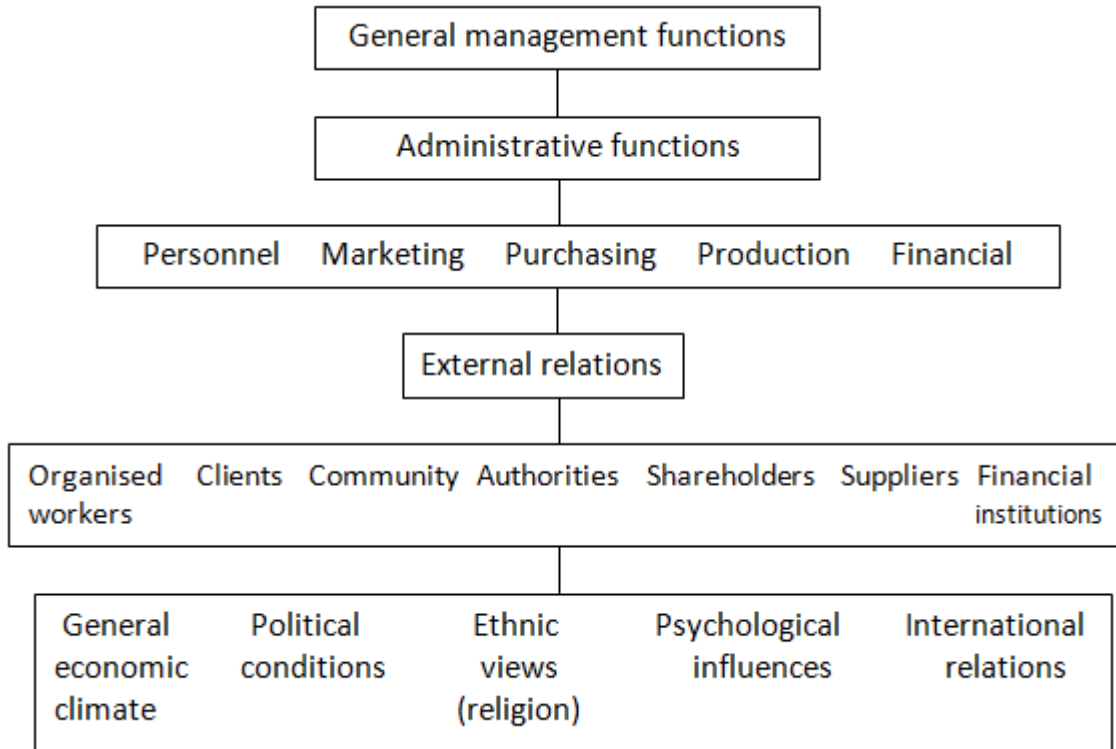 General management functions
Administrative functions
Personnel Marketing Purchasing Production Financial
External relations
Organised Clients Community Authorities Shareholders Suppliers Financial
workers institutions
General Political Ethnic Psychological International
economic conditions views influences relations
climate (religion)